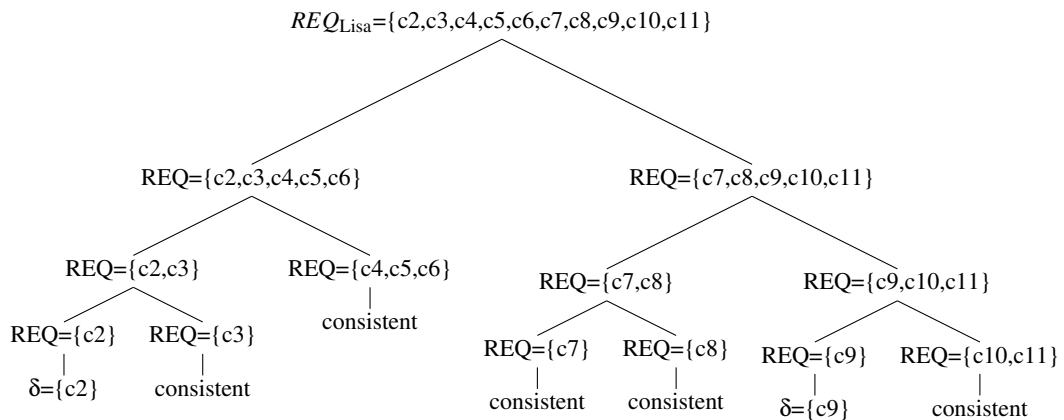 REQLisa={c2,c3,c4,c5,c6,c7,c8,c9,c10,c11}
REQ={c2,c3,c4,c5,c6} REQ={c7,c8,c9,c10,c11}
REQ={c2,c3} REQ={c4,c5,c6} REQ={c7,c8} REQ={c9,c10,c11}
consistent
REQ={c2} REQ={c3} REQ={c7} REQ={c8} REQ={c9} REQ={c10,c11}
δ={c2} consistent consistent consistent δ={c9} consistent